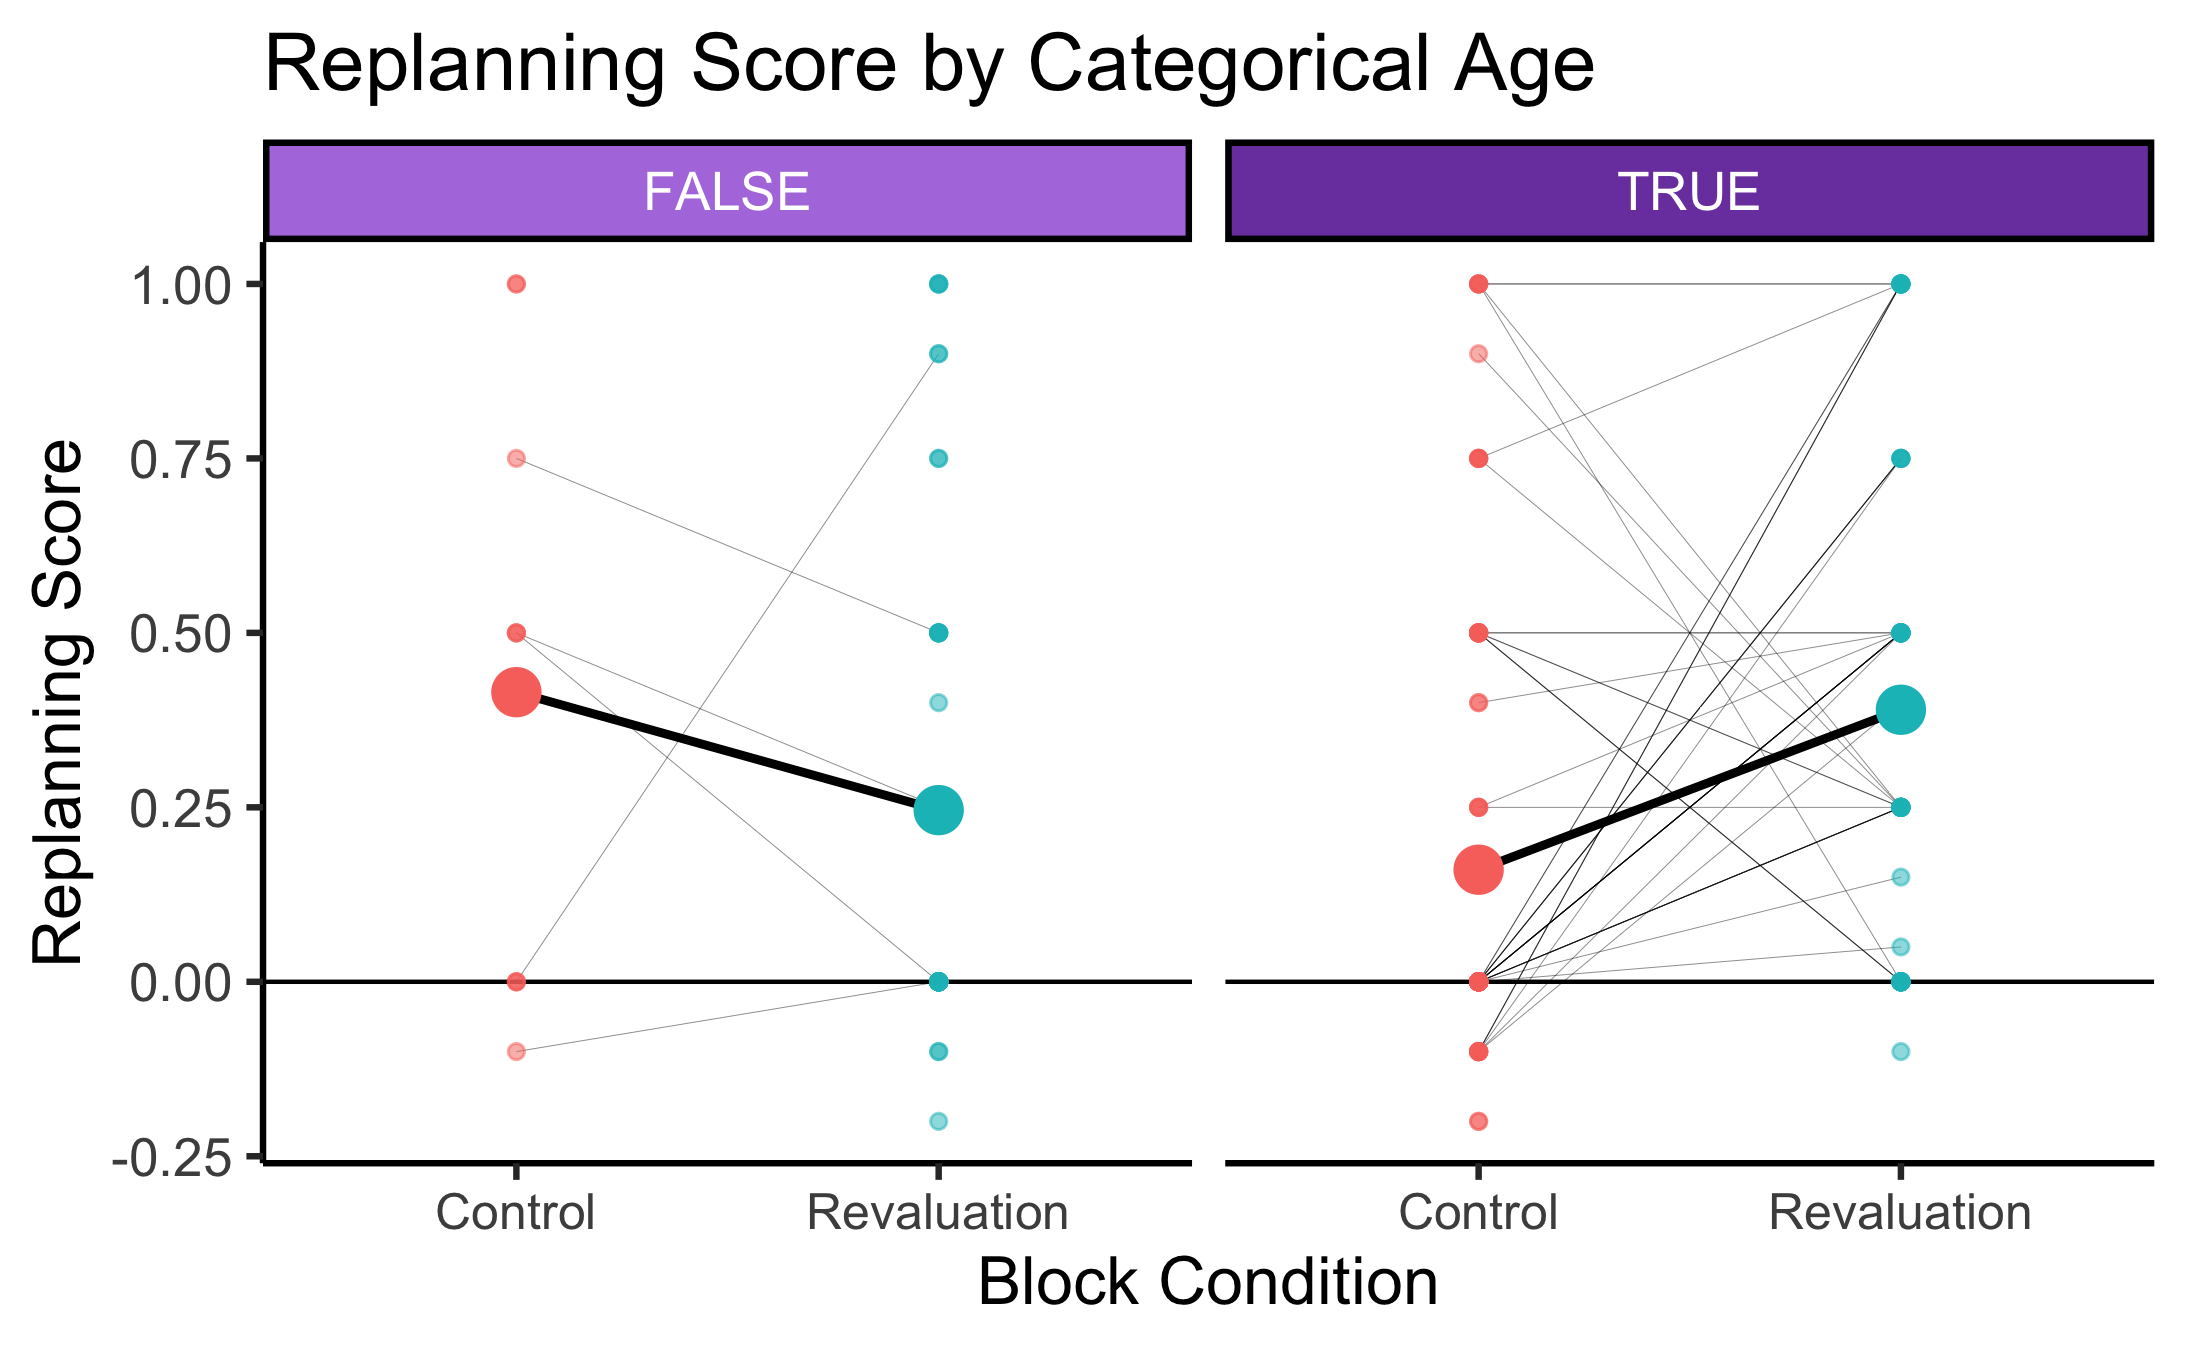 Replanning Score by Categorical Age
FALSE
TRUE
Replanning Score
1.00
0.75
0.50
0.25
0.00
-0.25
Control
Revaluation
Control
Revaluation
Block Condition